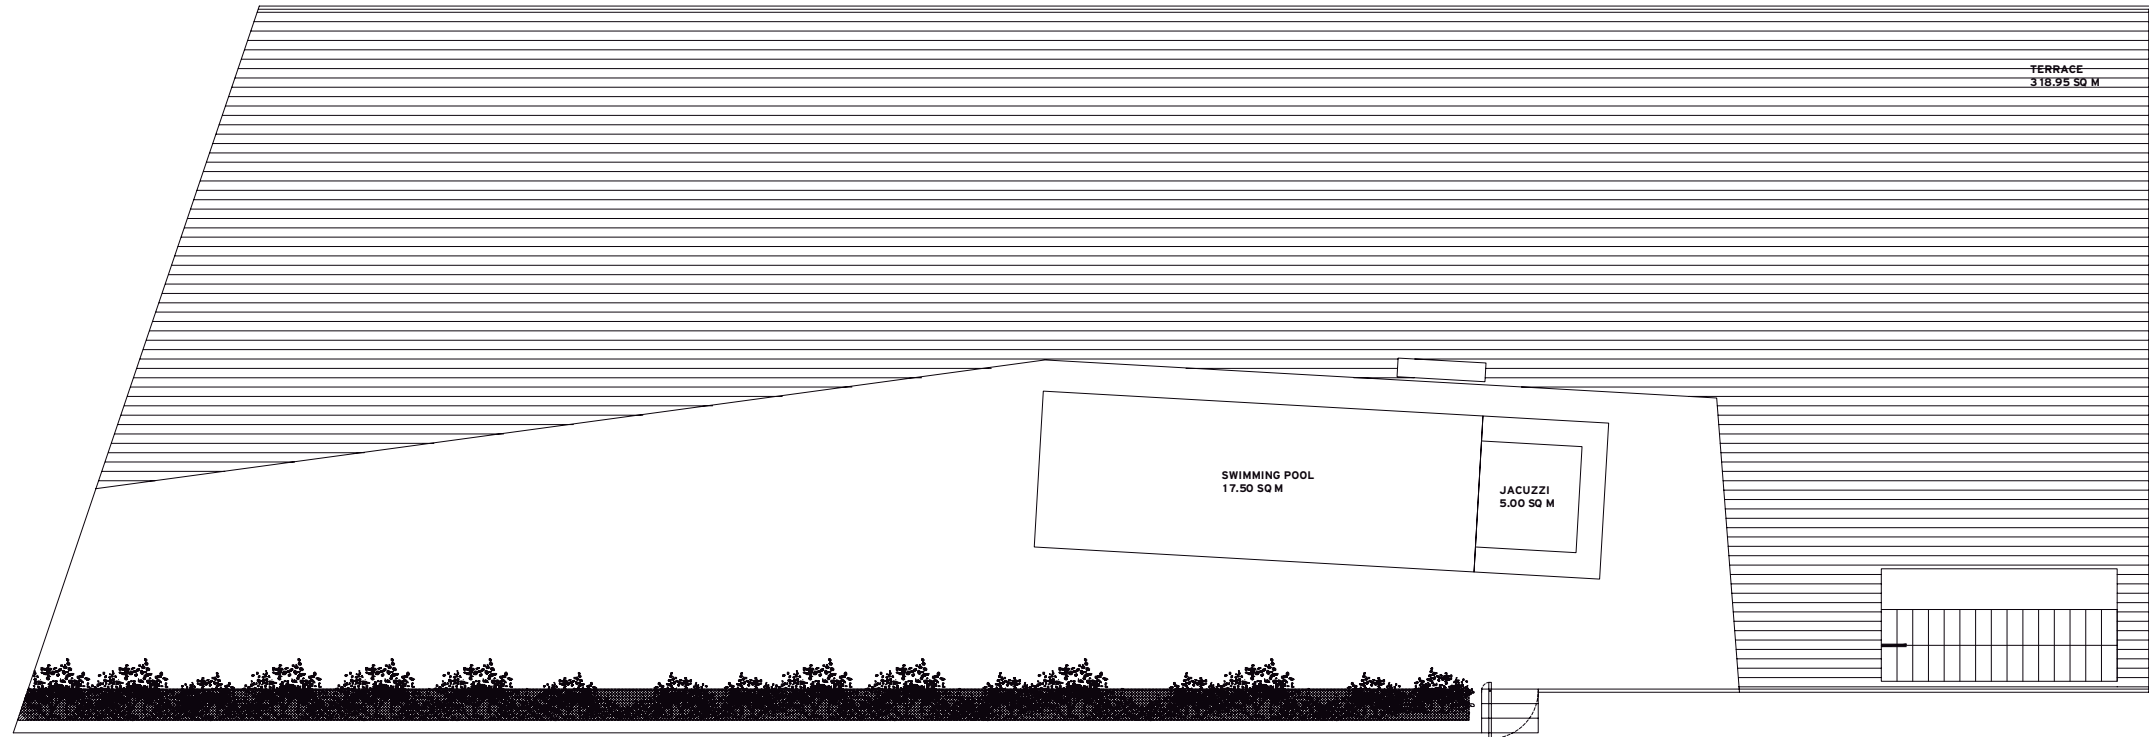 TERRACE
318.95 SQ M
SWIMMING POOL
17.50 SQ M
JACUZZI
5.00 SQ M